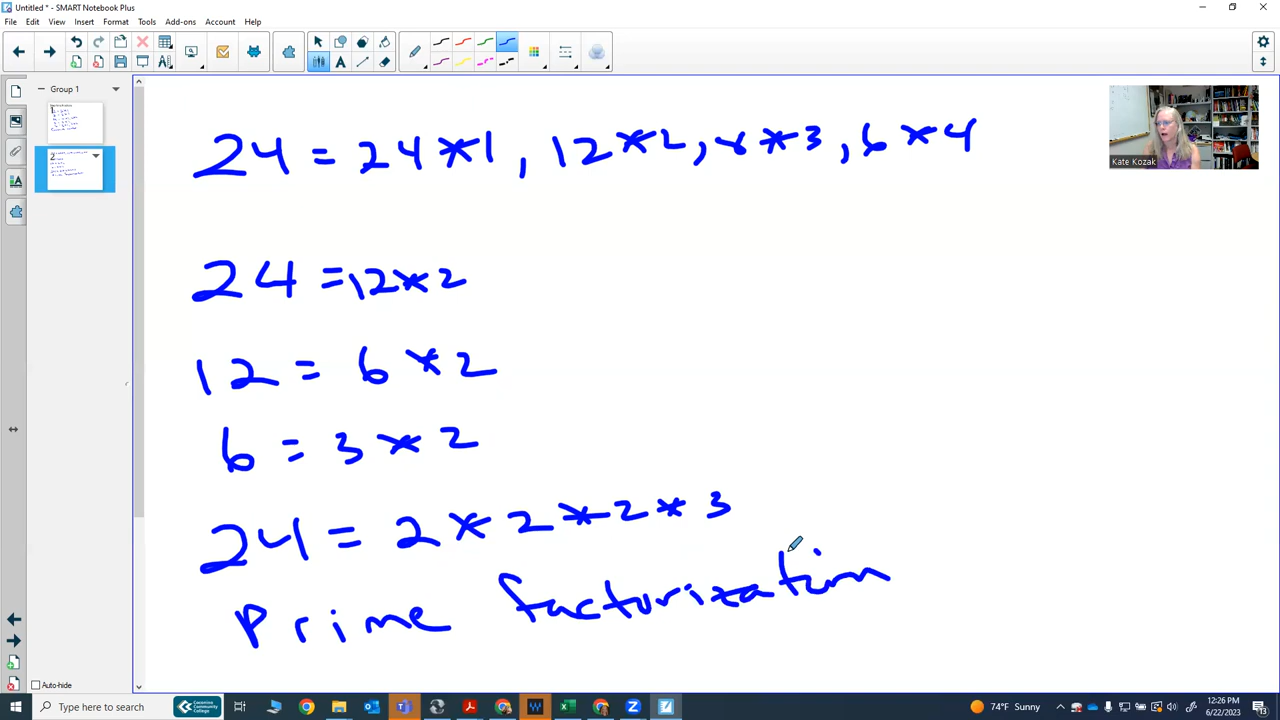 Untitled * - SMART Notebook Plus
File Edit View Insert Format Tools Add-ons Account Help
Group 1
24 = 24 * 1, 12 * 2, 8 * 3, 6 * 4
Kate Kozak
24 = 12 * 2
12 = 6 * 2
6 = 3 * 2
24 = 2 * 2 * 2 * 3
Prime factorization
Auto-hide
Type here to search
74°F Sunny
12:26 PM
6/22/2023